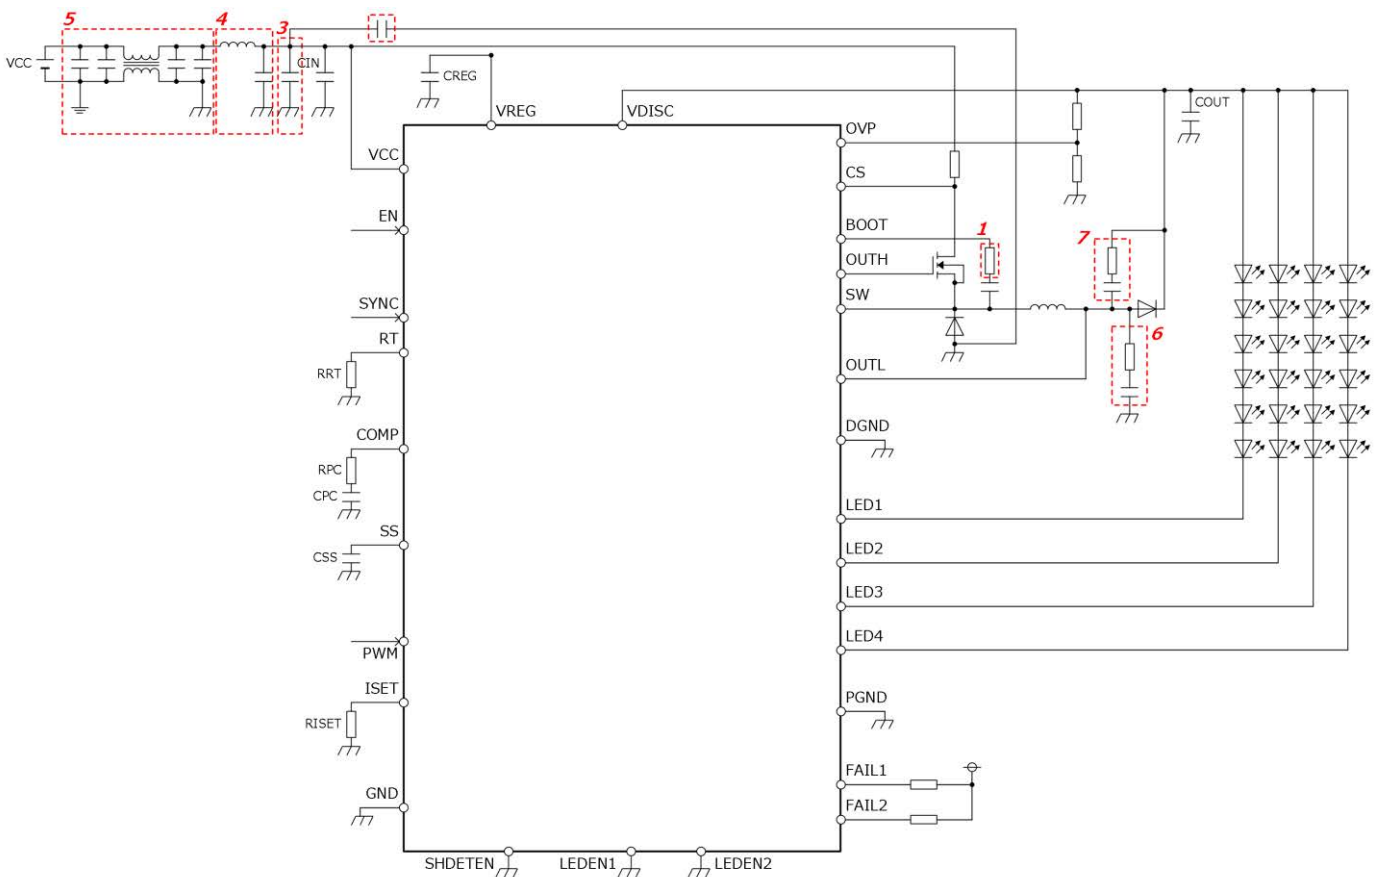 5
4
3
VCC
CIN
CREG
VREG
VDISC
COUT
OVP
VCC
CS
EN
BOOT
1
7
OUTH
SYNC
SW
RT
6
RRT
OUTL
COMP
DGND
RPC
CPC
LED1
SS
CSS
LED2
LED3
PWM
LED4
ISET
PGND
RISET
FAIL1
GND
FAIL2
SHDETEN
LEDEN1
LEDEN2